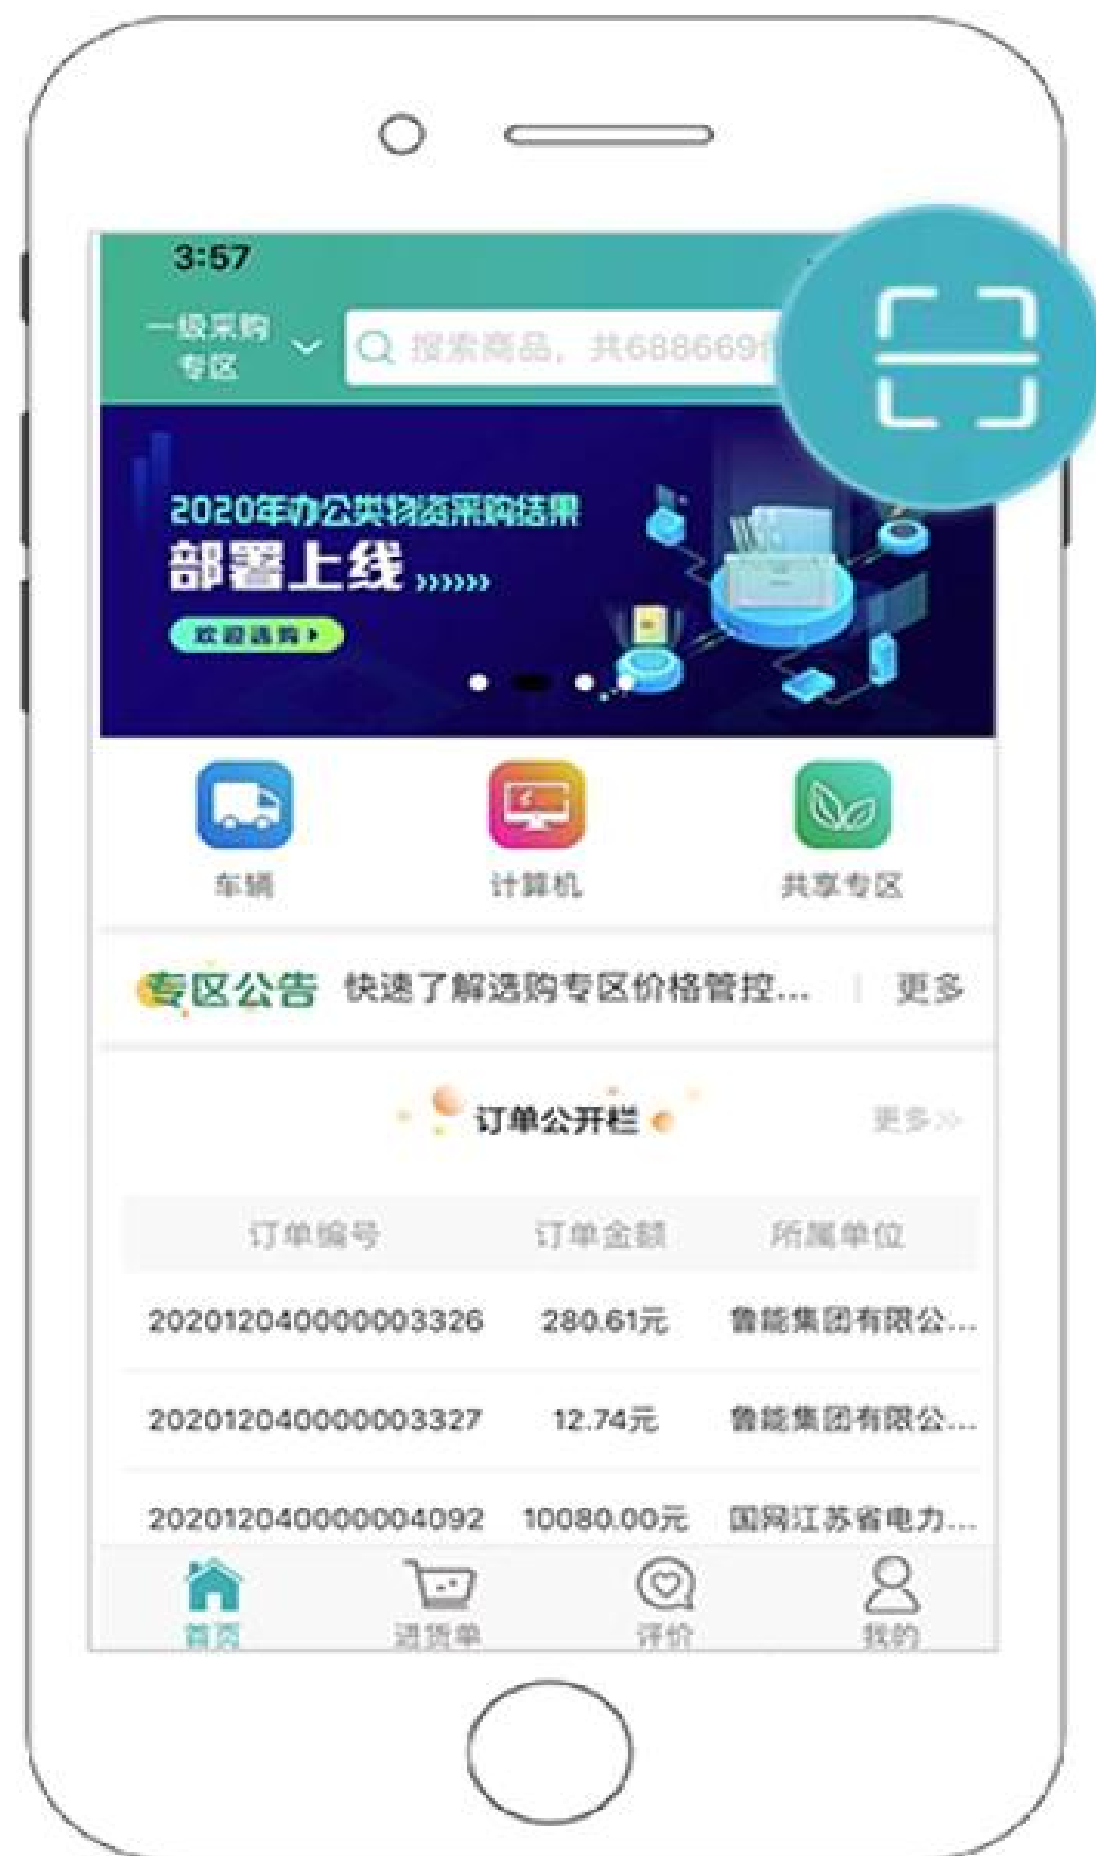 3:57
一级采购
专区
搜索商品，共688669
2020年办公类物资采购结果
部署上线
欢迎选购
车辆
计算机
共享专区
专区公告 快速了解选购专区价格管控... 更多
订单公开栏 更多>>
订单编号 订单金额 所属单位
202012040000003326 280.61元 鲁能集团有限公...
202012040000003327 12.74元 鲁能集团有限公...
202012040000004092 10080.00元 国网江苏省电力...
首页
进货单
评价
我的